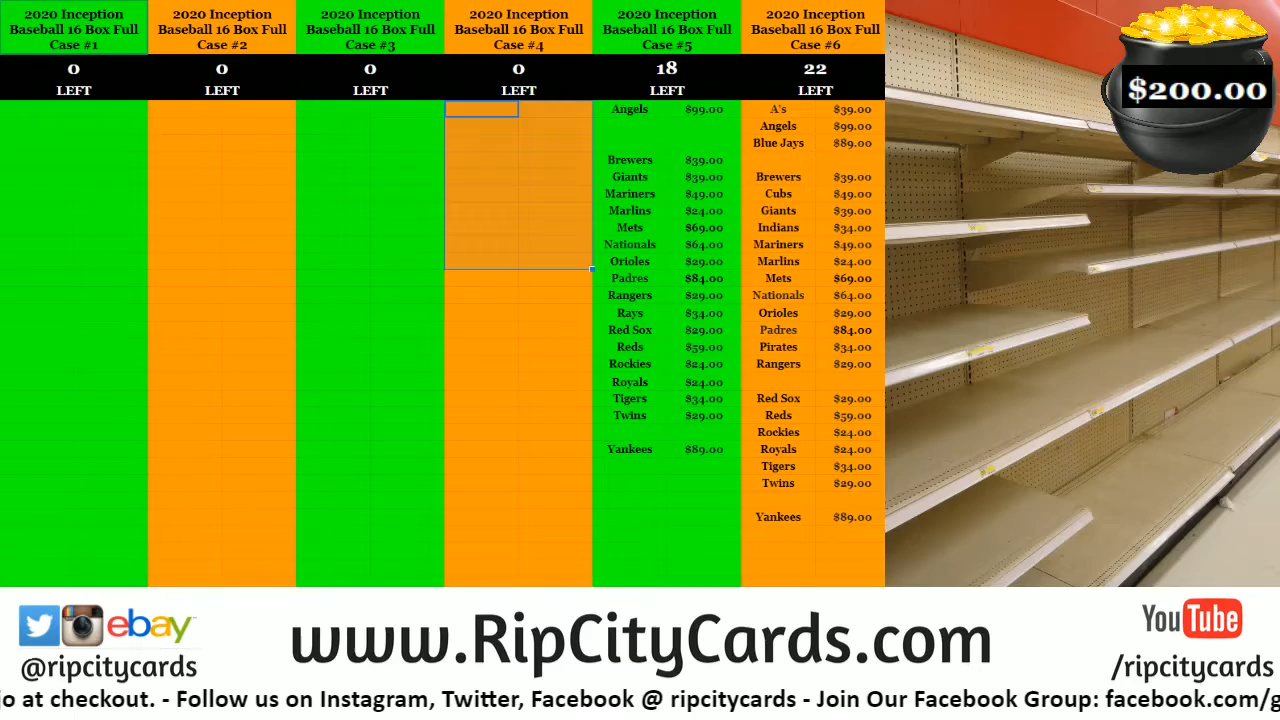 2020 Inception
Baseball 16 Box Full
Case #1
0
LEFT
2020 Inception
Baseball 16 Box Full
Case #2
0
LEFT
2020 Inception
Baseball 16 Box Full
Case #3
0
LEFT
2020 Inception
Baseball 16 Box Full
Case #4
0
LEFT
2020 Inception
Baseball 16 Box Full
Case #5
18
LEFT
Angels $99.00
Brewers $39.00
Giants $39.00
Mariners $49.00
Marlins $24.00
Mets $69.00
Nationals $64.00
Orioles $29.00
Padres $84.00
Rangers $29.00
Rays $34.00
Red Sox $29.00
Reds $59.00
Rockies $24.00
Royals $24.00
Tigers $34.00
Twins $29.00
Yankees $89.00
2020 Inception
Baseball 16 Box Full
Case #6
22
LEFT
A's $39.00
Angels $99.00
Blue Jays $89.00
Brewers $39.00
Cubs $49.00
Giants $39.00
Indians $34.00
Mariners $49.00
Marlins $24.00
Mets $69.00
Nationals $64.00
Orioles $29.00
Padres $84.00
Pirates $34.00
Rangers $29.00
Red Sox $29.00
Reds $59.00
Rockies $24.00
Royals $24.00
Tigers $34.00
Twins $29.00
Yankees $89.00
$200.00
ebay
@ripcitycards
www.RipCityCards.com
YouTube
/ripcitycards
jo at checkout. - Follow us on Instagram, Twitter, Facebook @ ripcitycards - Join Our Facebook Group: facebook.com/g